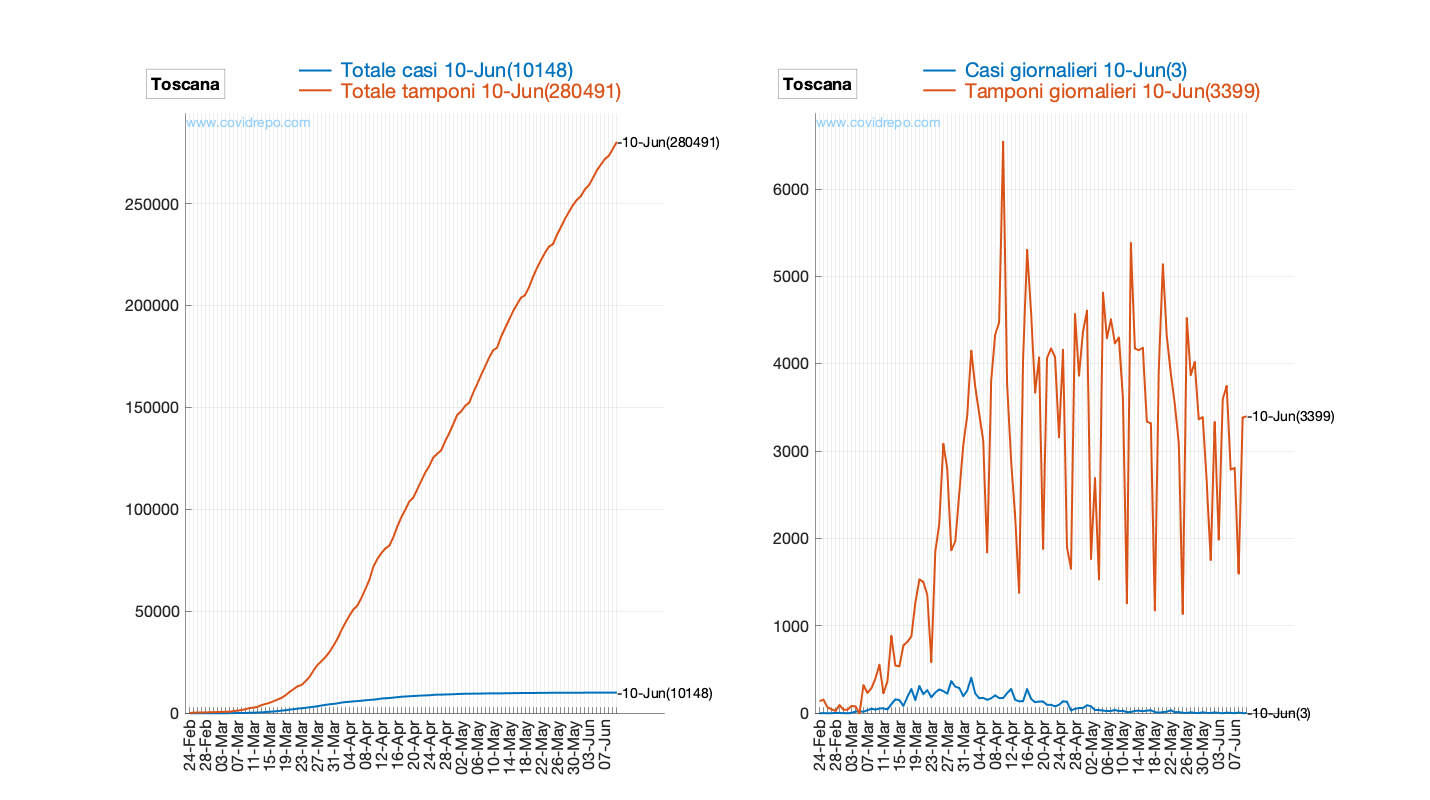 Toscana
Totale casi 10-Jun(10148)
Totale tamponi 10-Jun(280491)
www.covidrepo.com
-10-Jun(280491)
250000
200000
150000
100000
50000
-10-Jun(10148)
0
24-Feb
28-Feb
03-Mar
07-Mar
11-Mar
15-Mar
19-Mar
23-Mar
27-Mar
31-Mar
04-Apr
08-Apr
12-Apr
16-Apr
20-Apr
24-Apr
28-Apr
02-May
06-May
10-May
14-May
18-May
22-May
26-May
30-May
03-Jun
07-Jun
Toscana
Casi giornalieri 10-Jun(3)
Tamponi giornalieri 10-Jun(3399)
www.covidrepo.com
6000
5000
4000
-10-Jun(3399)
3000
2000
1000
0
-10-Jun(3)
24-Feb
28-Feb
03-Mar
07-Mar
11-Mar
15-Mar
19-Mar
23-Mar
27-Mar
31-Mar
04-Apr
08-Apr
12-Apr
16-Apr
20-Apr
24-Apr
28-Apr
02-May
06-May
10-May
14-May
18-May
22-May
26-May
30-May
03-Jun
07-Jun